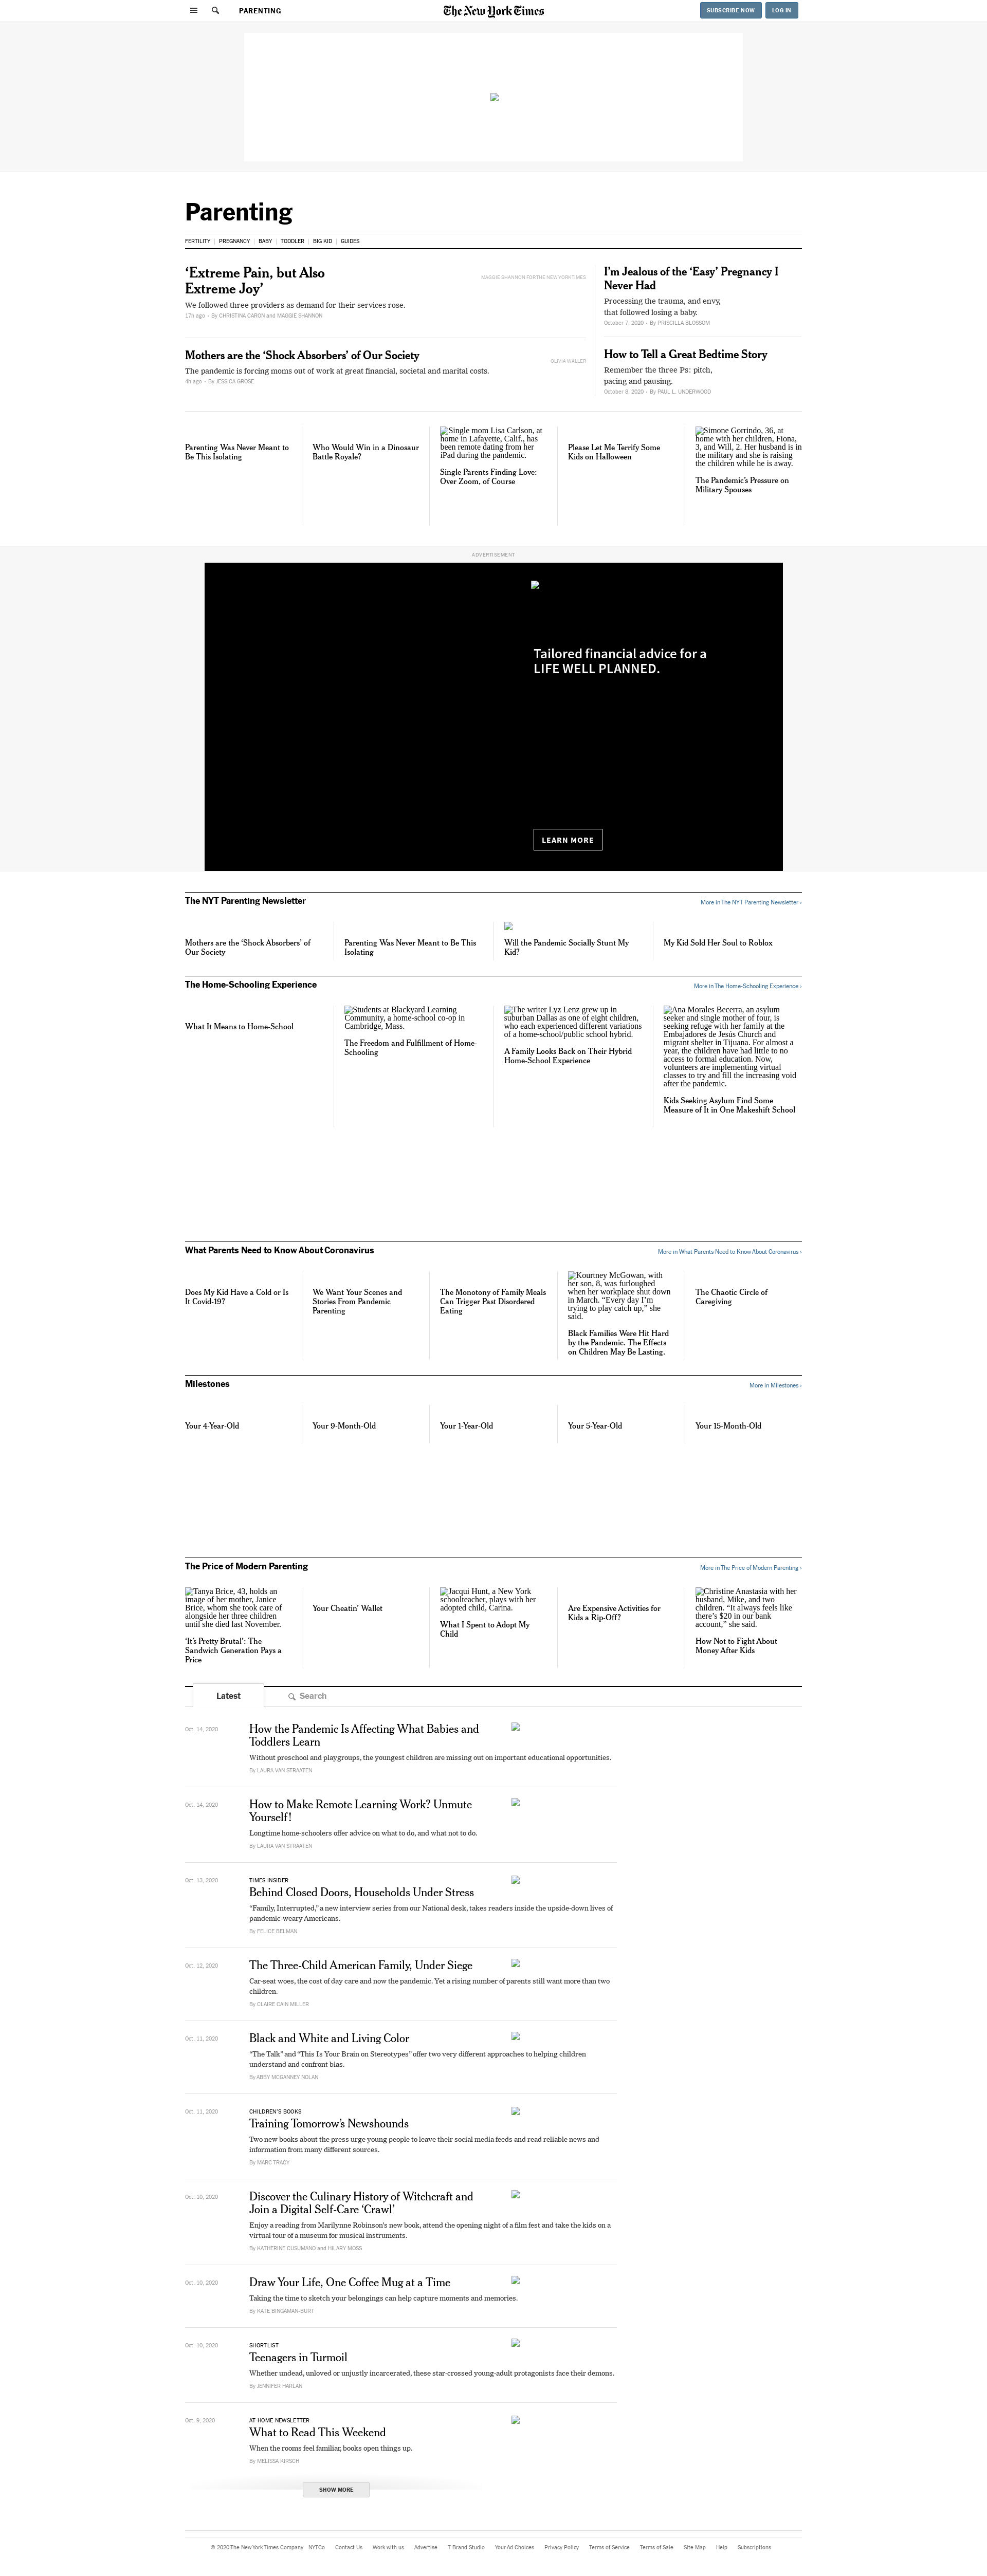 PARENTING
The New York Times
SUBSCRIBE NOW
LOG IN
Parenting
FERTILITY
PREGNANCY
BABY
TODDLER
BIG KID
GUIDES
‘Extreme Pain, but Also
Extreme Joy’
We followed three providers as demand for their services rose.
17h ago - By CHRISTINA CARON and MAGGIE SHANNON
MAGGIE SHANNON FOR THE NEW YORK TIMES
Mothers are the ‘Shock Absorbers’ of Our Society
The pandemic is forcing moms out of work at great financial, societal and marital costs.
4h ago - By JESSICA GROSE
OLIVIA WALLER
I’m Jealous of the ‘Easy’ Pregnancy I
Never Had
Processing the trauma, and envy,
that followed losing a baby.
October 7, 2020 - By PRISCILLA BLOSSOM
How to Tell a Great Bedtime Story
Remember the three Ps: pitch,
pacing and pausing.
October 8, 2020 - By PAUL L. UNDERWOOD
Parenting Was Never Meant to
Be This Isolating
Who Would Win in a Dinosaur
Battle Royale?
Single mom Lisa Carlson, at
home in Lafayette, Calif., has
been remote dating from her
iPad during the pandemic.
Single Parents Finding Love:
Over Zoom, of Course
Please Let Me Terrify Some
Kids on Halloween
Simone Gorrindo, 36, at
home with her children, Fiona,
3, and Will, 2. Her husband is in
the military and she is raising
the children while he is away.
The Pandemic’s Pressure on
Military Spouses
ADVERTISEMENT
Tailored financial advice for a
LIFE WELL PLANNED.
LEARN MORE
The NYT Parenting Newsletter
More in The NYT Parenting Newsletter ›
Mothers are the ‘Shock Absorbers’ of
Our Society
Parenting Was Never Meant to Be This
Isolating
Will the Pandemic Socially Stunt My
Kid?
My Kid Sold Her Soul to Roblox
The Home-Schooling Experience
More in The Home-Schooling Experience ›
What It Means to Home-School
Students at Blackyard Learning
Community, a home-school co-op in
Cambridge, Mass.
The Freedom and Fulfillment of Home-
Schooling
The writer Lyz Lenz grew up in
suburban Dallas as one of eight children,
who each experienced different variations
of a home-school/public school hybrid.
A Family Looks Back on Their Hybrid
Home-School Experience
Ana Morales Becerra, an asylum
seeker and single mother of four, is
seeking refuge with her family at the
Embajadores de Jesús Church and
migrant shelter in Tijuana. For almost a
year, the children have had little to no
access to formal education. Now,
volunteers are implementing virtual
classes to try and fill the increasing void
after the pandemic.
Kids Seeking Asylum Find Some
Measure of It in One Makeshift School
What Parents Need to Know About Coronavirus
More in What Parents Need to Know About Coronavirus ›
Does My Kid Have a Cold or Is
It Covid-19?
We Want Your Scenes and
Stories From Pandemic
Parenting
The Monotony of Family Meals
Can Trigger Past Disordered
Eating
Kourtney McGowan, with
her son, 8, was furloughed
when her workplace shut down
in March. “Every day I’m
trying to play catch up,” she
said.
Black Families Were Hit Hard
by the Pandemic. The Effects
on Children May Be Lasting.
The Chaotic Circle of
Caregiving
Milestones
More in Milestones ›
Your 4-Year-Old
Your 9-Month-Old
Your 1-Year-Old
Your 5-Year-Old
Your 15-Month-Old
The Price of Modern Parenting
More in The Price of Modern Parenting ›
Tanya Brice, 43, holds an
image of her mother, Janice
Brice, whom she took care of
alongside her three children
until she died last November.
‘It’s Pretty Brutal’: The
Sandwich Generation Pays a
Price
Your Cheatin’ Wallet
Jacqui Hunt, a New York
schoolteacher, plays with her
adopted child, Carina.
What I Spent to Adopt My
Child
Are Expensive Activities for
Kids a Rip-Off?
Christine Anastasia with her
husband, Mike, and two
children. “It always feels like
there’s $20 in our bank
account,” she said.
How Not to Fight About
Money After Kids
Latest
Search
Oct. 14, 2020
How the Pandemic Is Affecting What Babies and
Toddlers Learn
Without preschool and playgroups, the youngest children are missing out on important educational opportunities.
By LAURA VAN STRAATEN
Oct. 14, 2020
How to Make Remote Learning Work? Unmute
Yourself!
Longtime home-schoolers offer advice on what to do, and what not to do.
By LAURA VAN STRAATEN
Oct. 13, 2020
TIMES INSIDER
Behind Closed Doors, Households Under Stress
“Family, Interrupted,” a new interview series from our National desk, takes readers inside the upside-down lives of
pandemic-weary Americans.
By FELICE BELMAN
Oct. 12, 2020
The Three-Child American Family, Under Siege
Car-seat woes, the cost of day care and now the pandemic. Yet a rising number of parents still want more than two
children.
By CLAIRE CAIN MILLER
Oct. 11, 2020
Black and White and Living Color
“The Talk” and “This Is Your Brain on Stereotypes” offer two very different approaches to helping children
understand and confront bias.
By ABBY MCGANNEY NOLAN
Oct. 11, 2020
CHILDREN’S BOOKS
Training Tomorrow’s Newshounds
Two new books about the press urge young people to leave their social media feeds and read reliable news and
information from many different sources.
By MARC TRACY
Oct. 10, 2020
Discover the Culinary History of Witchcraft and
Join a Digital Self-Care ‘Crawl’
Enjoy a reading from Marilynne Robinson’s new book, attend the opening night of a film fest and take the kids on a
virtual tour of a museum for musical instruments.
By KATHERINE CUSUMANO and HILARY MOSS
Oct. 10, 2020
Draw Your Life, One Coffee Mug at a Time
Taking the time to sketch your belongings can help capture moments and memories.
By KATE BINGAMAN-BURT
Oct. 10, 2020
SHORTLIST
Teenagers in Turmoil
Whether undead, unloved or unjustly incarcerated, these star-crossed young-adult protagonists face their demons.
By JENNIFER HARLAN
Oct. 9, 2020
AT HOME NEWSLETTER
What to Read This Weekend
When the rooms feel familiar, books open things up.
By MELISSA KIRSCH
SHOW MORE
© 2020 The New York Times Company
NYTCo
Contact Us
Work with us
Advertise
T Brand Studio
Your Ad Choices
Privacy Policy
Terms of Service
Terms of Sale
Site Map
Help
Subscriptions